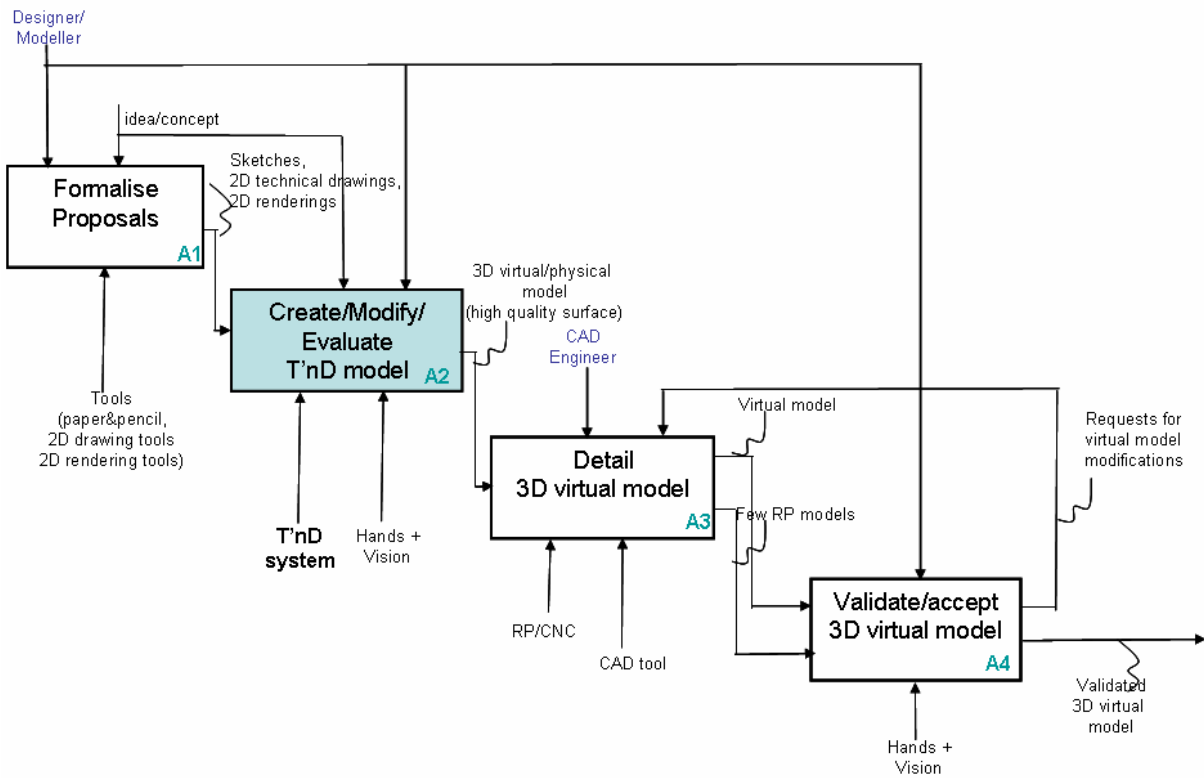 Designer/
Modeller
idea/concept
Sketches,
2D technical drawings,
2D renderings
Formalise
Proposals
A1
3D virtual/physical
model
(high quality surface)
Create/Modify/
Evaluate
T'nD model
A2
CAD
Engineer
Tools
(paper&pencil,
2D drawing tools
2D rendering tools)
Virtual model
Requests for
virtual model
modifications
Detail
3D virtual model
A3
Few RP models
T'nD
system
Hands +
Vision
RP/CNC
CAD tool
Validate/accept
3D virtual model
A4
Validated
3D virtual
model
Hands +
Vision